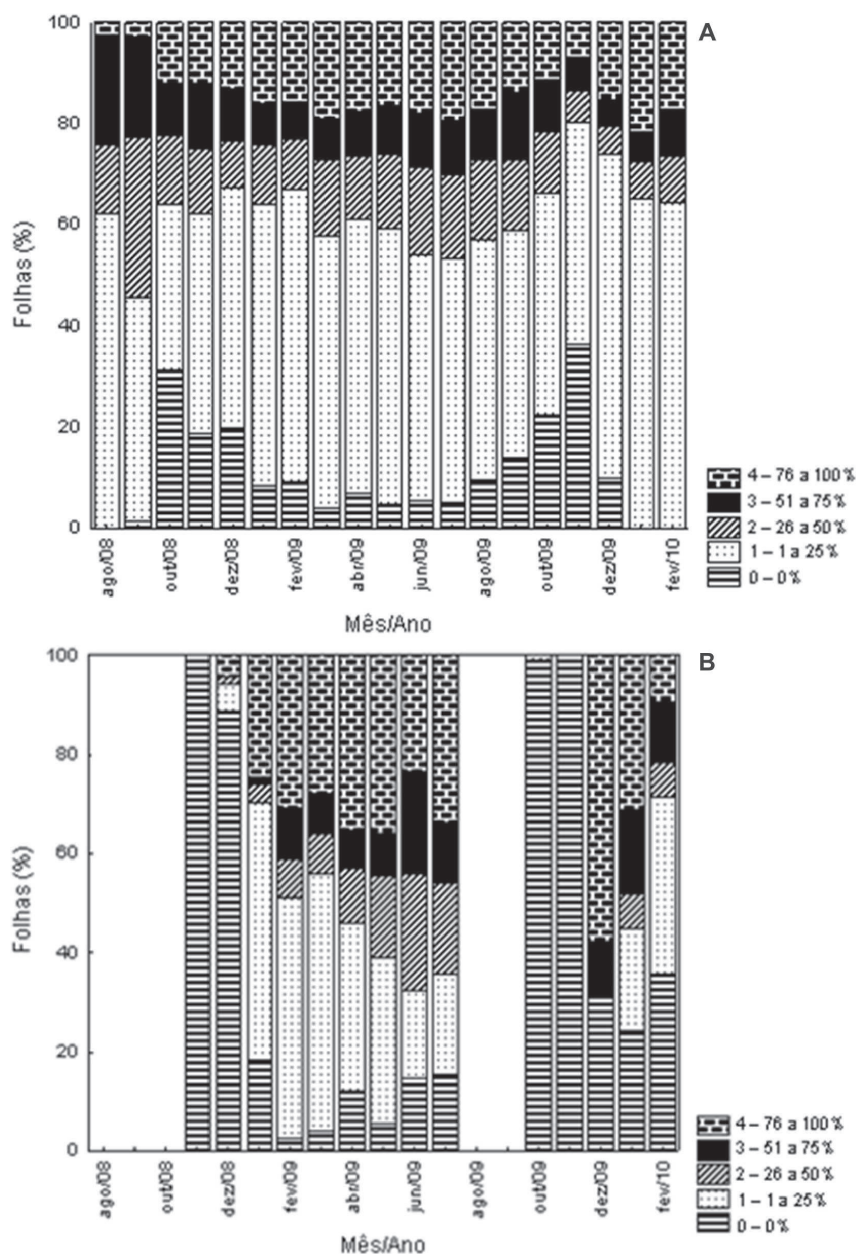 A
100
80
60
40
20
0
Folhas (%)
ago/08
out/08
dez/08
fev/09
abr/09
jun/09
ago/09
out/09
dez/09
fev/10
Mês/Ano
4 – 76 a 100%
3 – 51 a 75%
2 – 26 a 50%
1 – 1 a 25%
0 – 0%
B
100
80
60
40
20
0
Folhas (%)
ago/08
out/08
dez/08
fev/09
abr/09
jun/09
ago/09
out/09
dez/09
fev/10
Mês/Ano
4 – 76 a 100%
3 – 51 a 75%
2 – 26 a 50%
1 – 1 a 25%
0 – 0%